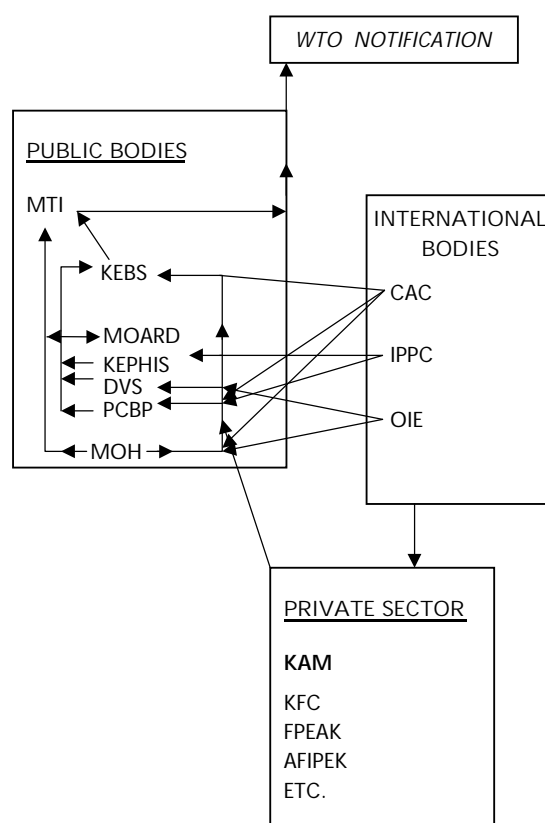 WTO NOTIFICATION
PUBLIC BODIES
MTI
KEBS
MOARD
KEPHIS
DVS
PCBP
MOH
INTERNATIONAL
BODIES
CAC
IPPC
OIE
PRIVATE SECTOR
KAM
KFC
FPEAK
AFIPEK
ETC.